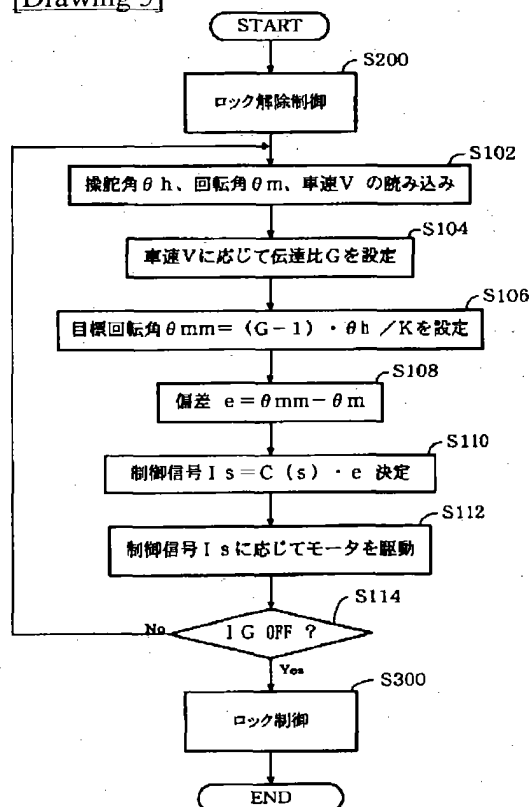 START
S200
ロック解除制御
S102
操舵角θh、回転角θm、車速V の読み込み
S104
車速Vに応じて伝達比Gを設定
S106
目標回転角θmm=(G−1)・θh /Kを設定
S108
偏差 e=θmm−θm
S110
制御信号Is=C(s)・e 決定
S112
制御信号Isに応じてモータを駆動
S114
IG OFF ?
No
Yes
S300
ロック制御
END